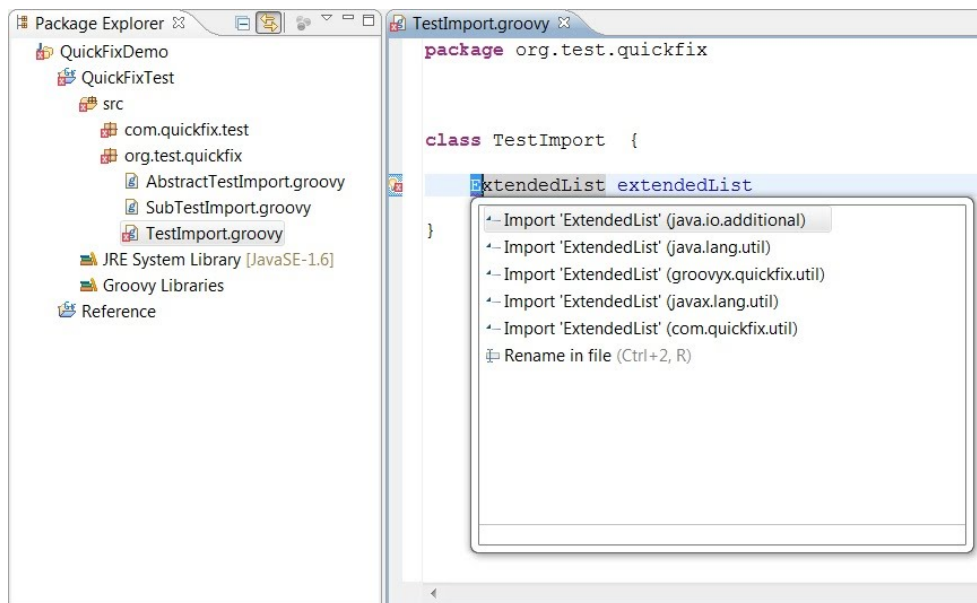 Package Explorer
QuickFixDemo
QuickFixTest
src
com.quickfix.test
org.test.quickfix
AbstractTestImport.groovy
SubTestImport.groovy
TestImport.groovy
JRE System Library [JavaSE-1.6]
Groovy Libraries
Reference
TestImport.groovy
package org.test.quickfix
class TestImport {
ExtendedList extendedList
}
Import 'ExtendedList' (java.io.additional)
Import 'ExtendedList' (java.lang.util)
Import 'ExtendedList' (groovyx.quickfix.util)
Import 'ExtendedList' (javax.lang.util)
Import 'ExtendedList' (com.quickfix.util)
Rename in file (Ctrl+2, R)